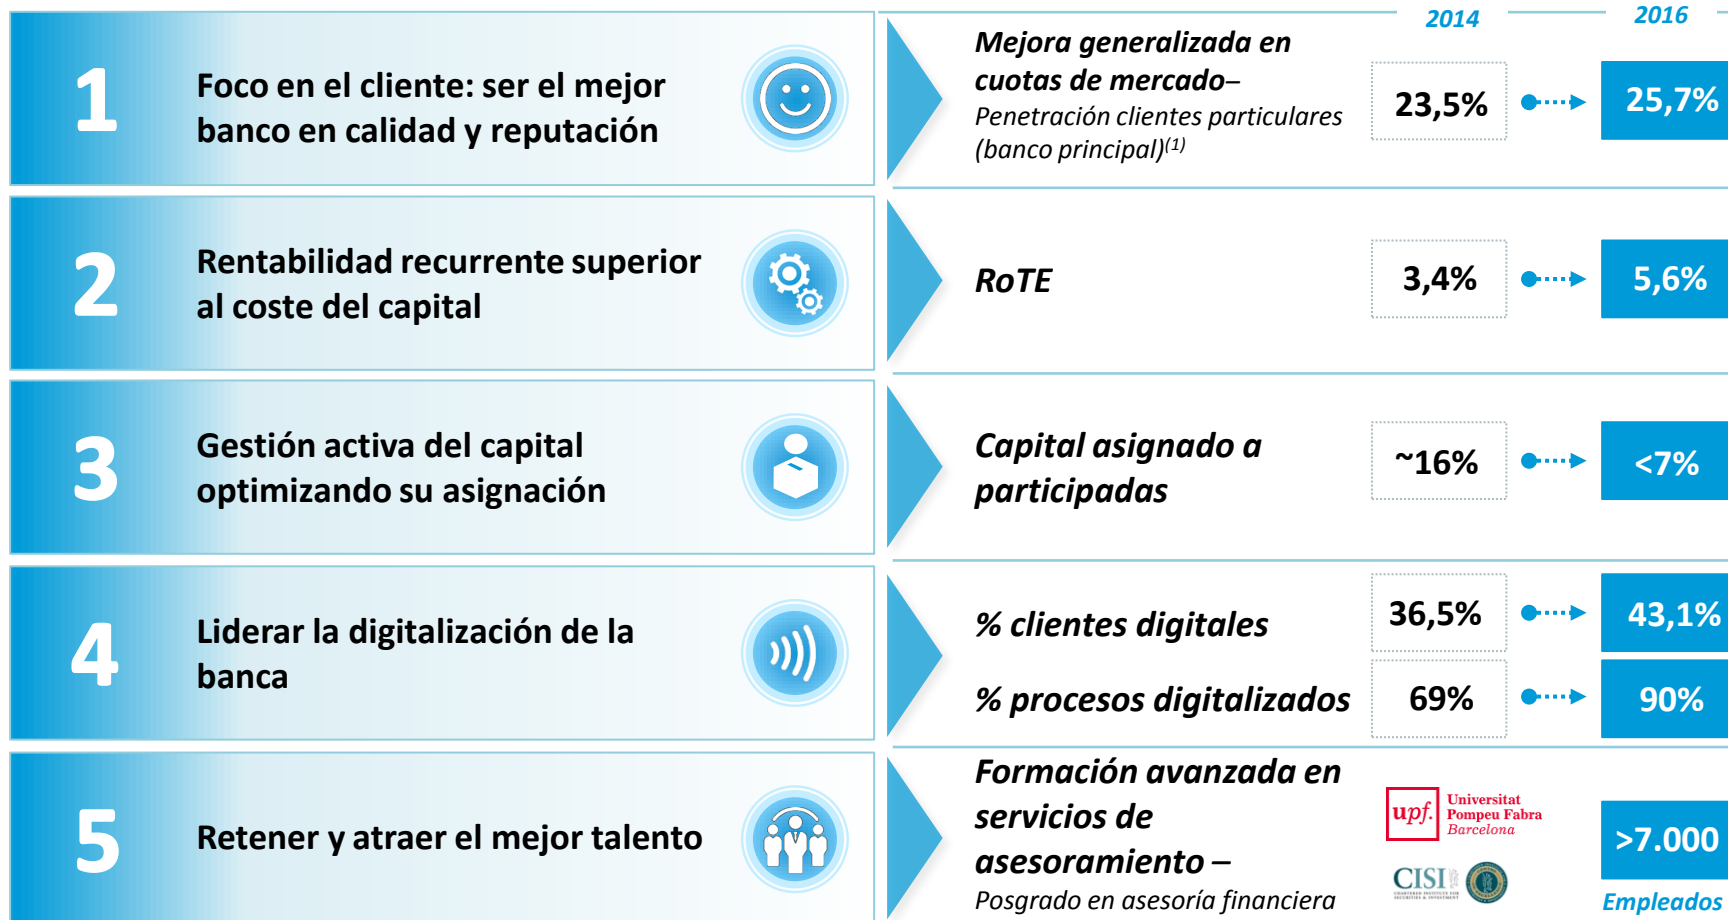 2014
2016
1
Foco en el cliente: ser el mejor
banco en calidad y reputación
Mejora generalizada en
cuotas de mercado–
Penetración clientes particulares
(banco principal)(1)
23,5%
25,7%
2
Rentabilidad recurrente superior
al coste del capital
RoTE
3,4%
5,6%
3
Gestión activa del capital
optimizando su asignación
Capital asignado a
participadas
~16%
<7%
4
Liderar la digitalización de la
banca
% clientes digitales
36,5%
43,1%
% procesos digitalizados
69%
90%
5
Retener y atraer el mejor talento
Formación avanzada en
servicios de
asesoramiento –
Posgrado en asesoría financiera
upf.
Universitat
Pompeu Fabra
Barcelona
CISI
CHARTERED INSTITUTE FOR
SECURITIES & INVESTMENT
>7.000
Empleados